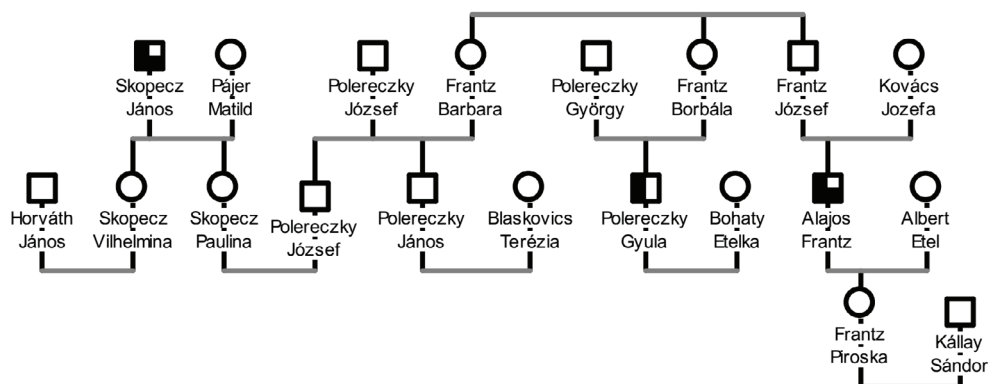 Skopecz
János
Pájer
Matild
Polereczky
József
Frantz
Barbara
Polereczky
György
Frantz
Borbála
Frantz
József
Kovács
Jozefa
Horváth
János
Skopecz
Vilhelmina
Skopecz
Paulina
Polereczky
József
Polereczky
János
Blaskovics
Terézia
Polereczky
Gyula
Bohaty
Etelka
Alajos
Frantz
Albert
Etel
Frantz
Piroska
Kállay
Sándor